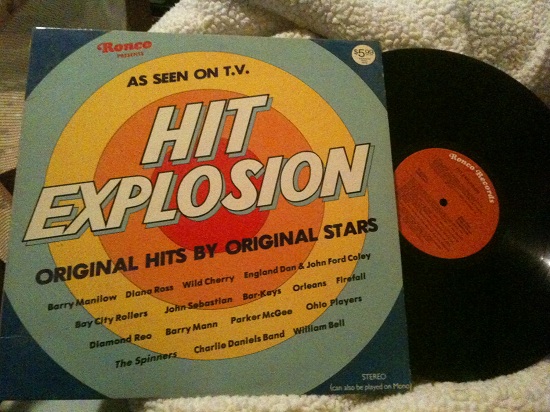 Ronco
PRESENTS
$5.99
AS SEEN ON T.V.
HIT
EXPLOSION
ORIGINAL HITS BY ORIGINAL STARS
Barry Manilow Diana Ross Wild Cherry England Dan & John Ford Coley
Bay City Rollers John Sebastian Bar-Kays Orleans Firefall
Diamond Reo Barry Mann Parker McGee Ohio Players
The Spinners Charlie Daniels Band William Bell
STEREO
(can also be played on Mono)
Ronco Records